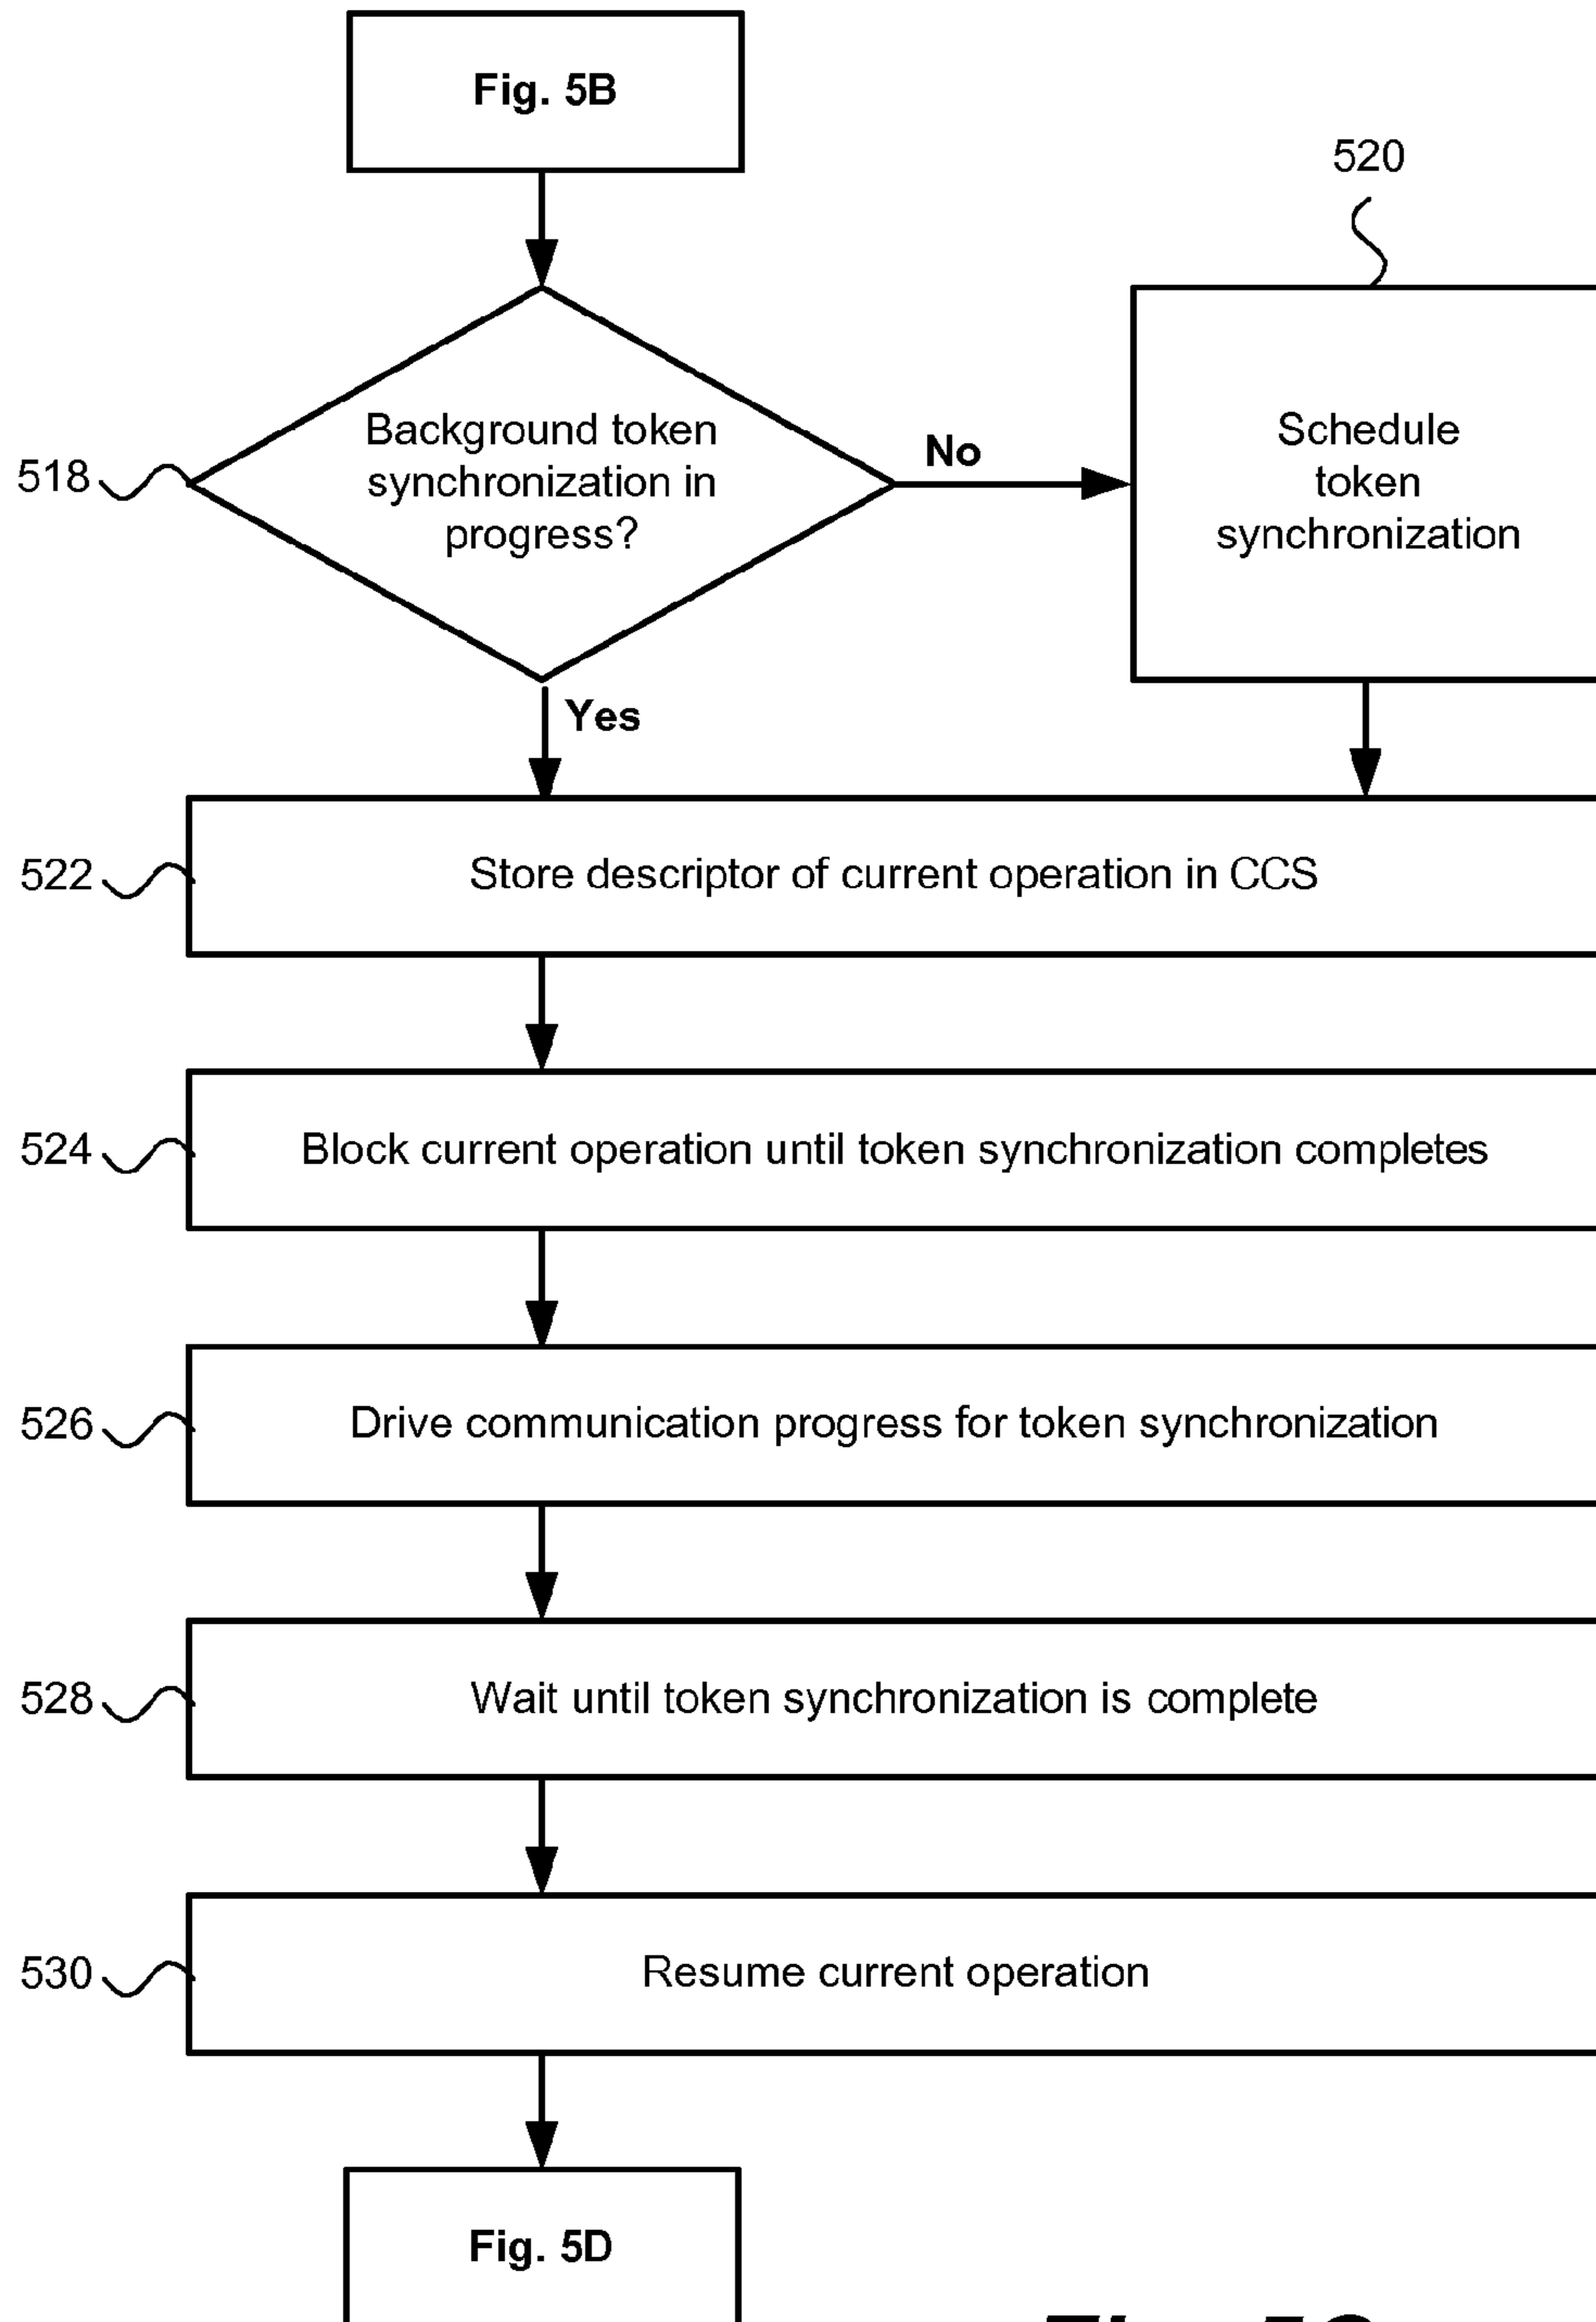 Fig. 5B
520
Background token
synchronization in
progress?
518
No
Schedule
token
synchronization
Yes
522
Store descriptor of current operation in CCS
524
Block current operation until token synchronization completes
526
Drive communication progress for token synchronization
528
Wait until token synchronization is complete
530
Resume current operation
Fig. 5D